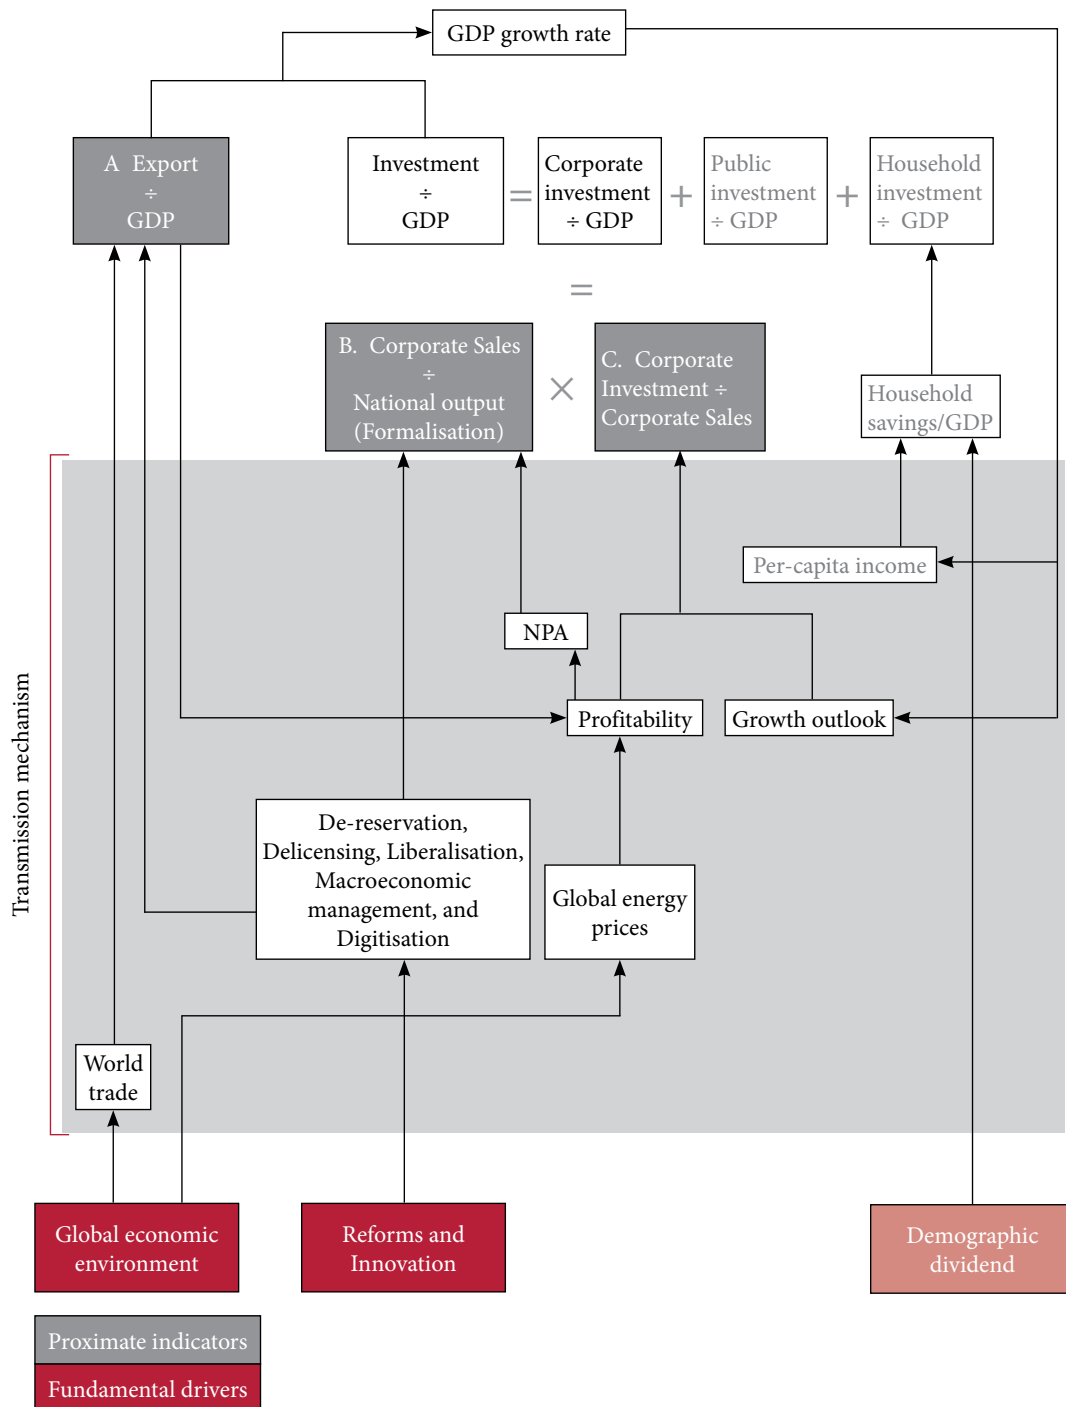 GDP growth rate
A Export
÷
GDP
Investment
÷
GDP
=
Corporate
investment
÷ GDP
+
Public
investment
÷ GDP
+
Household
investment
÷ GDP
=
B. Corporate Sales
÷
National output
(Formalisation)
×
C. Corporate
Investment ÷
Corporate Sales
Household
savings/GDP
Per-capita income
NPA
Profitability
Growth outlook
Transmission mechanism
De-reservation,
Delicensing, Liberalisation,
Macroeconomic
management, and
Digitisation
Global energy
prices
World
trade
Global economic
environment
Reforms and
Innovation
Demographic
dividend
Proximate indicators
Fundamental drivers